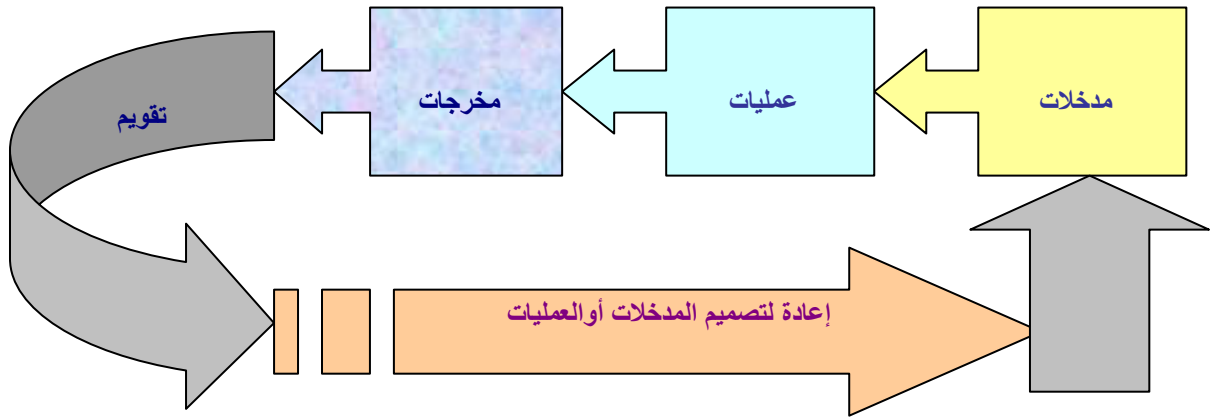 مدخلات
عمليات
مخرجات
تقويم
إعادة لتصميم المدخلات أوالعمليات